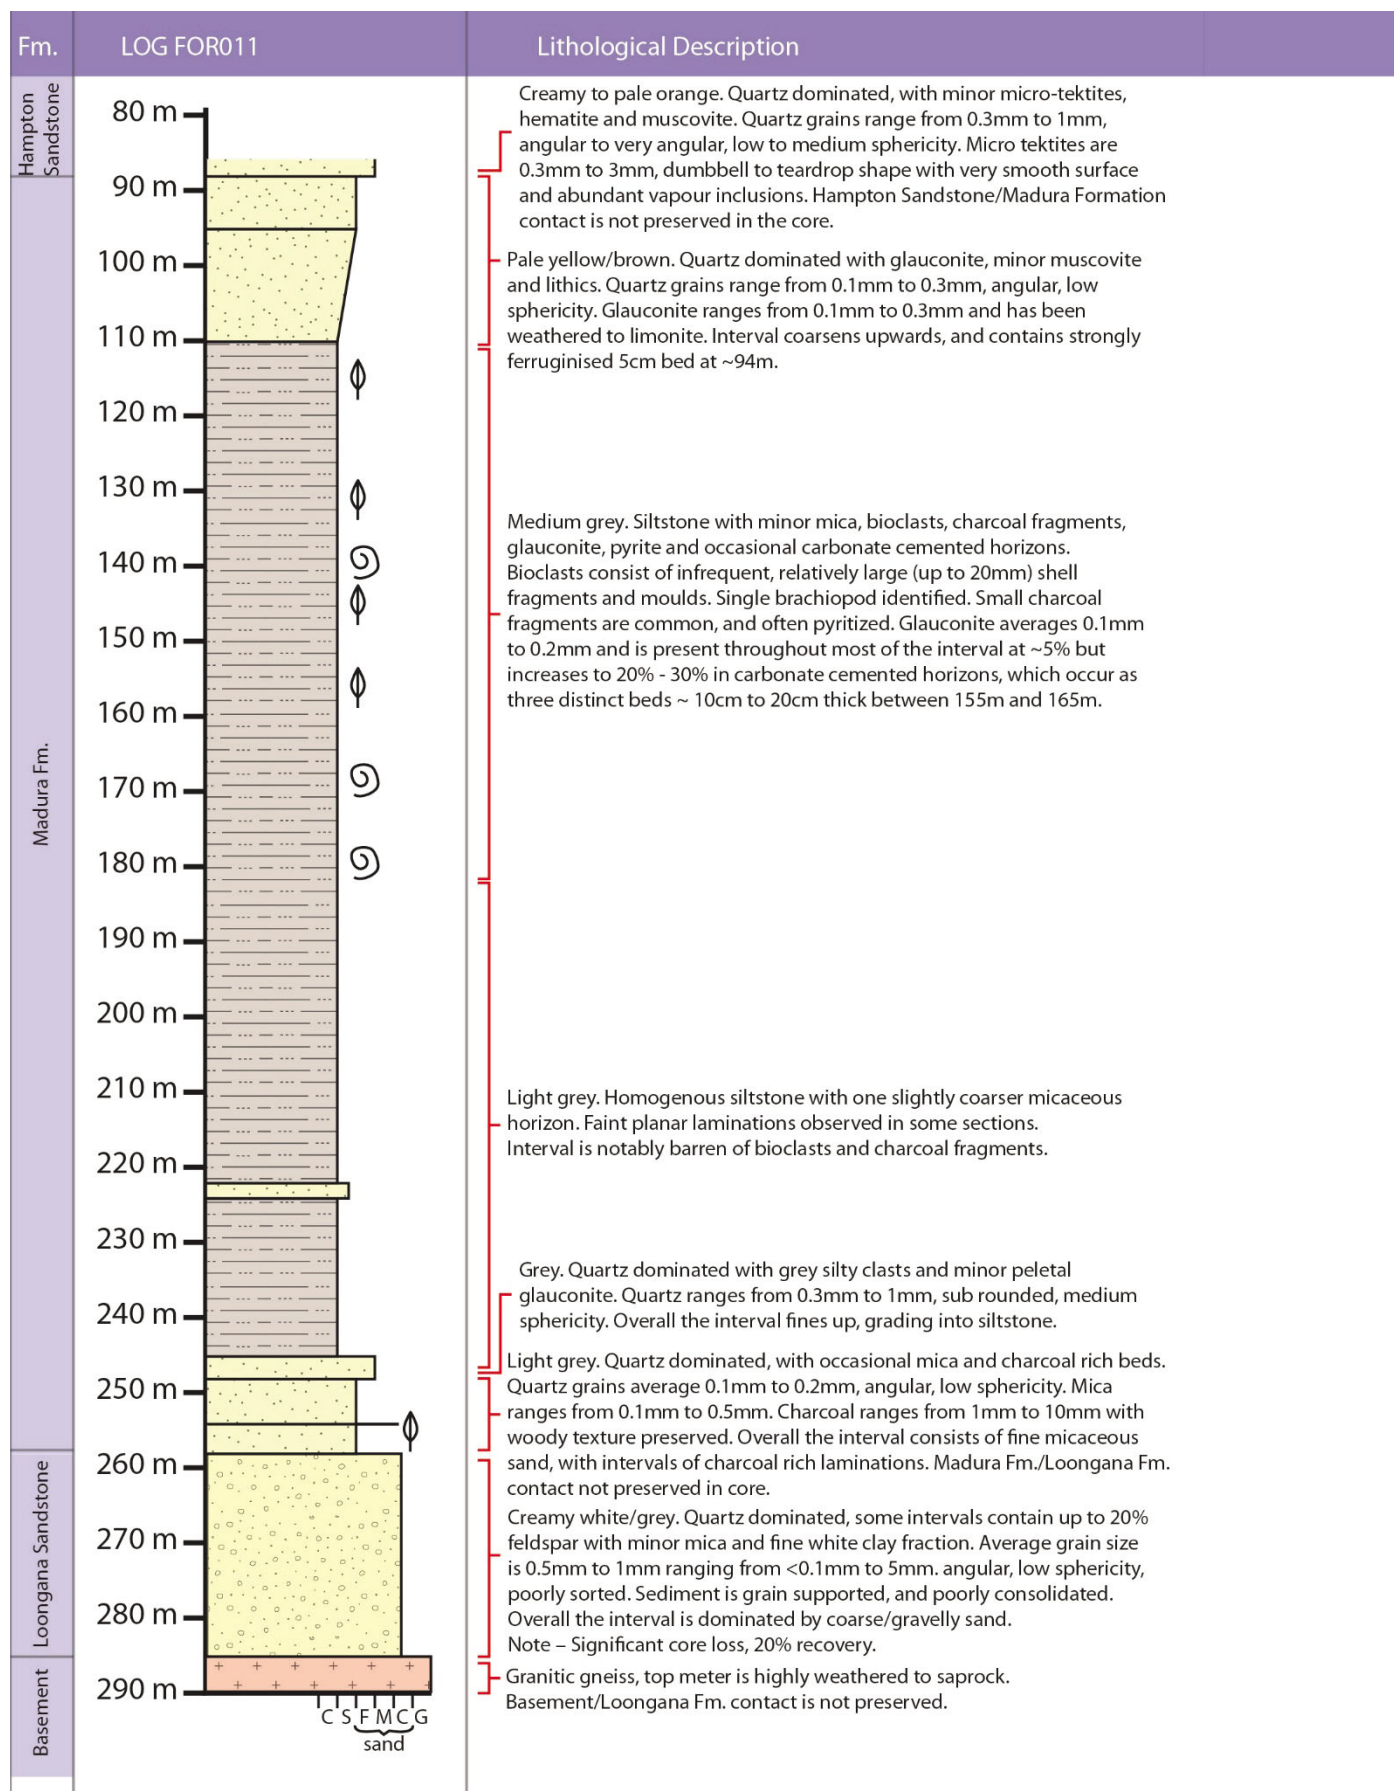 Fm.
LOG FOR011
Lithological Description
Hampton
Sandstone
Madura Fm.
Loongana Sandstone
Basement
80 m
90 m
100 m
110 m
120 m
130 m
140 m
150 m
160 m
170 m
180 m
190 m
200 m
210 m
220 m
230 m
240 m
250 m
260 m
270 m
280 m
290 m
C S F M C G
sand
Creamy to pale orange. Quartz dominated, with minor micro-tektites,
hematite and muscovite. Quartz grains range from 0.3mm to 1mm,
angular to very angular, low to medium sphericity. Micro tektites are
0.3mm to 3mm, dumbbell to teardrop shape with very smooth surface
and abundant vapour inclusions. Hampton Sandstone/Madura Formation
contact is not preserved in the core.
Pale yellow/brown. Quartz dominated with glauconite, minor muscovite
and lithics. Quartz grains range from 0.1mm to 0.3mm, angular, low
sphericity. Glauconite ranges from 0.1mm to 0.3mm and has been
weathered to limonite. Interval coarsens upwards, and contains strongly
ferruginised 5cm bed at ~94m.
Medium grey. Siltstone with minor mica, bioclasts, charcoal fragments,
glauconite, pyrite and occasional carbonate cemented horizons.
Bioclasts consist of infrequent, relatively large (up to 20mm) shell
fragments and moulds. Single brachiopod identified. Small charcoal
fragments are common, and often pyritized. Glauconite averages 0.1mm
to 0.2mm and is present throughout most of the interval at ~5% but
increases to 20% - 30% in carbonate cemented horizons, which occur as
three distinct beds ~ 10cm to 20cm thick between 155m and 165m.
Light grey. Homogenous siltstone with one slightly coarser micaceous
horizon. Faint planar laminations observed in some sections.
Interval is notably barren of bioclasts and charcoal fragments.
Grey. Quartz dominated with grey silty clasts and minor peletal
glauconite. Quartz ranges from 0.3mm to 1mm, sub rounded, medium
sphericity. Overall the interval fines up, grading into siltstone.
Light grey. Quartz dominated, with occasional mica and charcoal rich beds.
Quartz grains average 0.1mm to 0.2mm, angular, low sphericity. Mica
ranges from 0.1mm to 0.5mm. Charcoal ranges from 1mm to 10mm with
woody texture preserved. Overall the interval consists of fine micaceous
sand, with intervals of charcoal rich laminations. Madura Fm./Loongana Fm.
contact not preserved in core.
Creamy white/grey. Quartz dominated, some intervals contain up to 20%
feldspar with minor mica and fine white clay fraction. Average grain size
is 0.5mm to 1mm ranging from <0.1mm to 5mm. angular, low sphericity,
poorly sorted. Sediment is grain supported, and poorly consolidated.
Overall the interval is dominated by coarse/gravelly sand.
Note – Significant core loss, 20% recovery.
Granitic gneiss, top meter is highly weathered to saprock.
Basement/Loongana Fm. contact is not preserved.